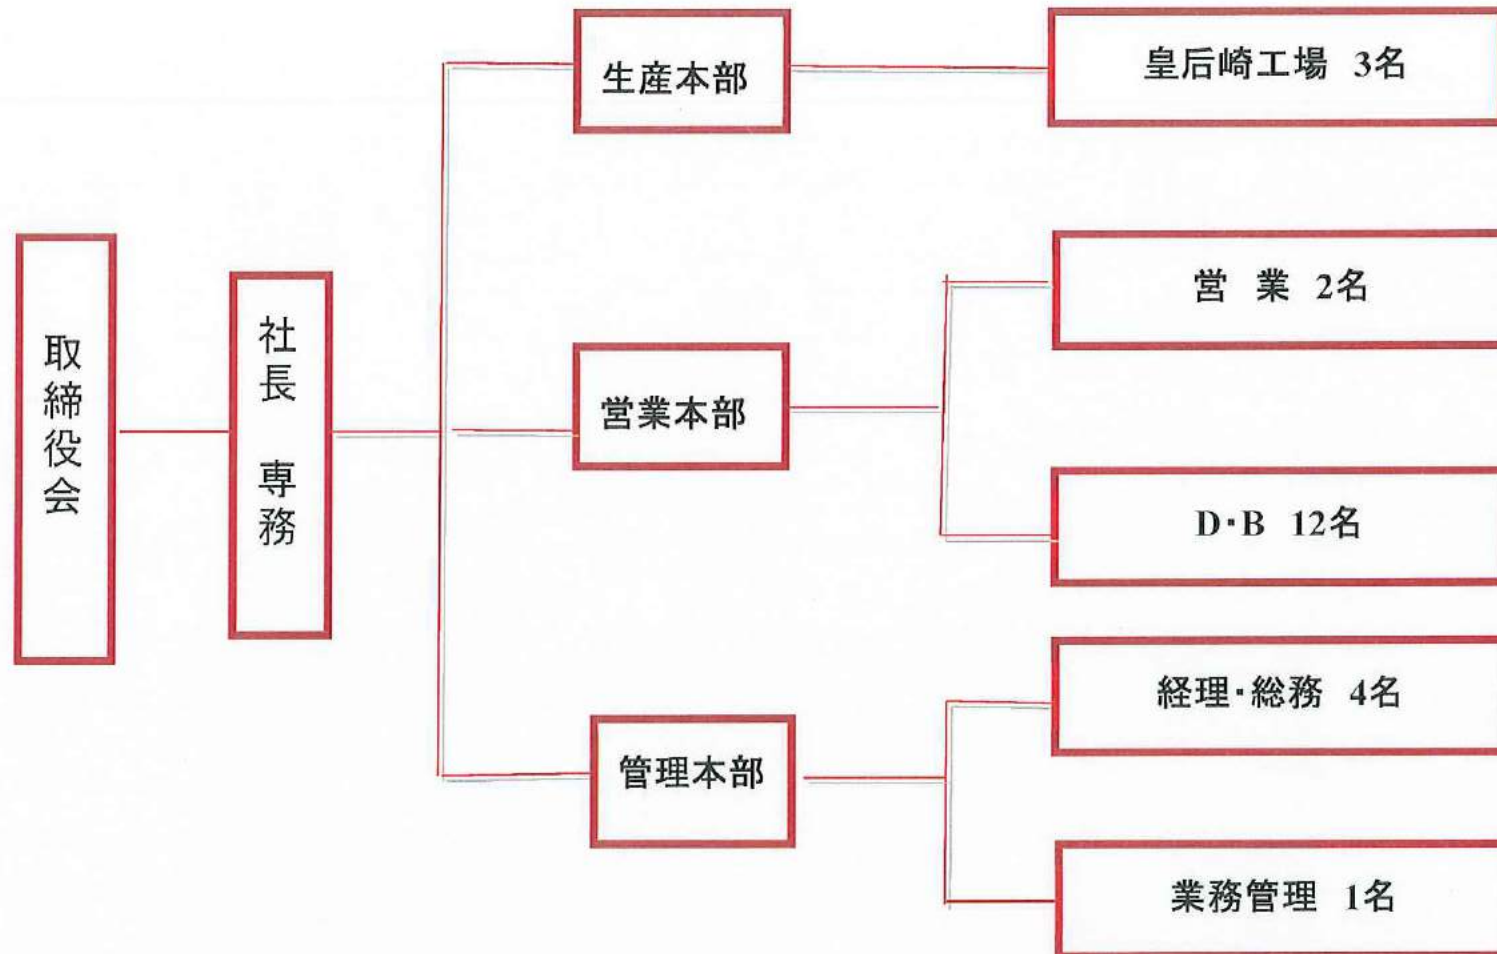 取締役会
社長 専務
生産本部
皇后崎工場 3名
営業本部
営 業 2名
D・B 12名
管理本部
経理・総務 4名
業務管理 1名